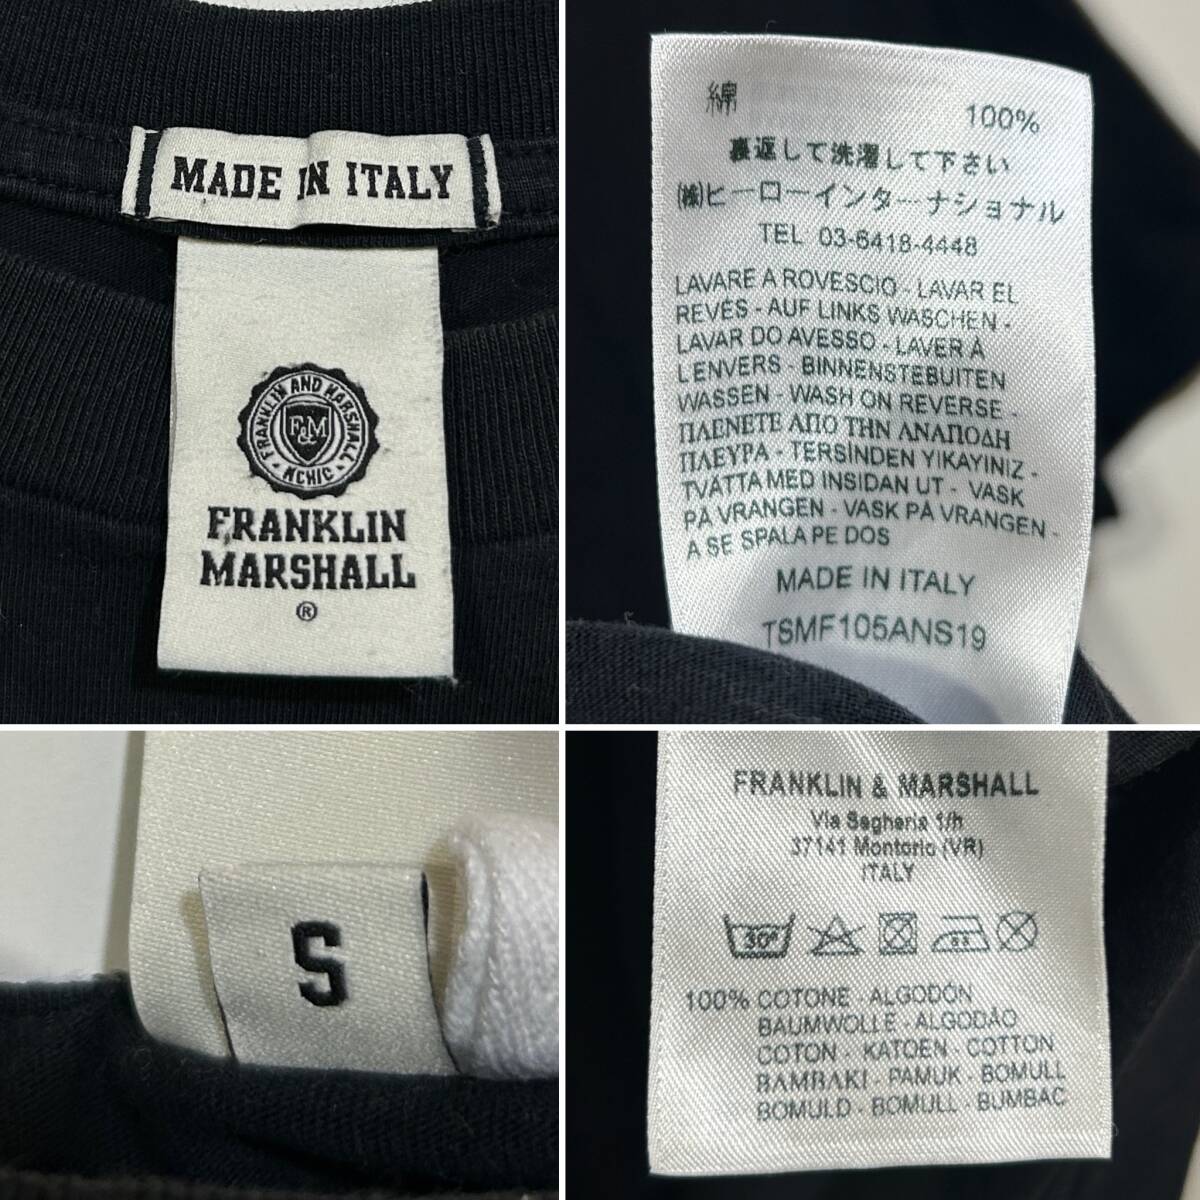 MADE IN ITALY
FRANKLIN AND MARSHALL
F&M
MCMIC
FRANKLIN
MARSHALL
®
綿 100%
裏返して洗濯して下さい
㈱ヒーローインターナショナル
TEL 03-6418-4448
LAVARE A ROVESCIO - LAVAR EL
REVÉS - AUF LINKS WASCHEN -
LAVAR DO AVESSO - LAVER À
L'ENVERS - BINNENSTEBUITEN
WASSEN - WASH ON REVERSE -
ΠΛΕΝΕΤΕ ΑΠΟ ΤΗΝ ΑΝΑΠΟΔΗ
ΠΛΕΥΡΑ - TERSİNDEN YIKAYINIZ -
TVÄTTA MED INSIDAN UT - VASK
PÅ VRANGEN - VASK PÅ VRANGEN -
A SE SPALA PE DOS
MADE IN ITALY
TSMF105ANS19
S
FRANKLIN & MARSHALL
Via Segheria 1/h
37141 Montorio (VR)
ITALY
30°
100% COTONE - ALGODÓN
BAUMWOLLE - ALGODÃO
COTON - KATOEN - COTTON
BAMBAKI - PAMUK - BOMULL
BOMULD - BOMULL - BUMBAC